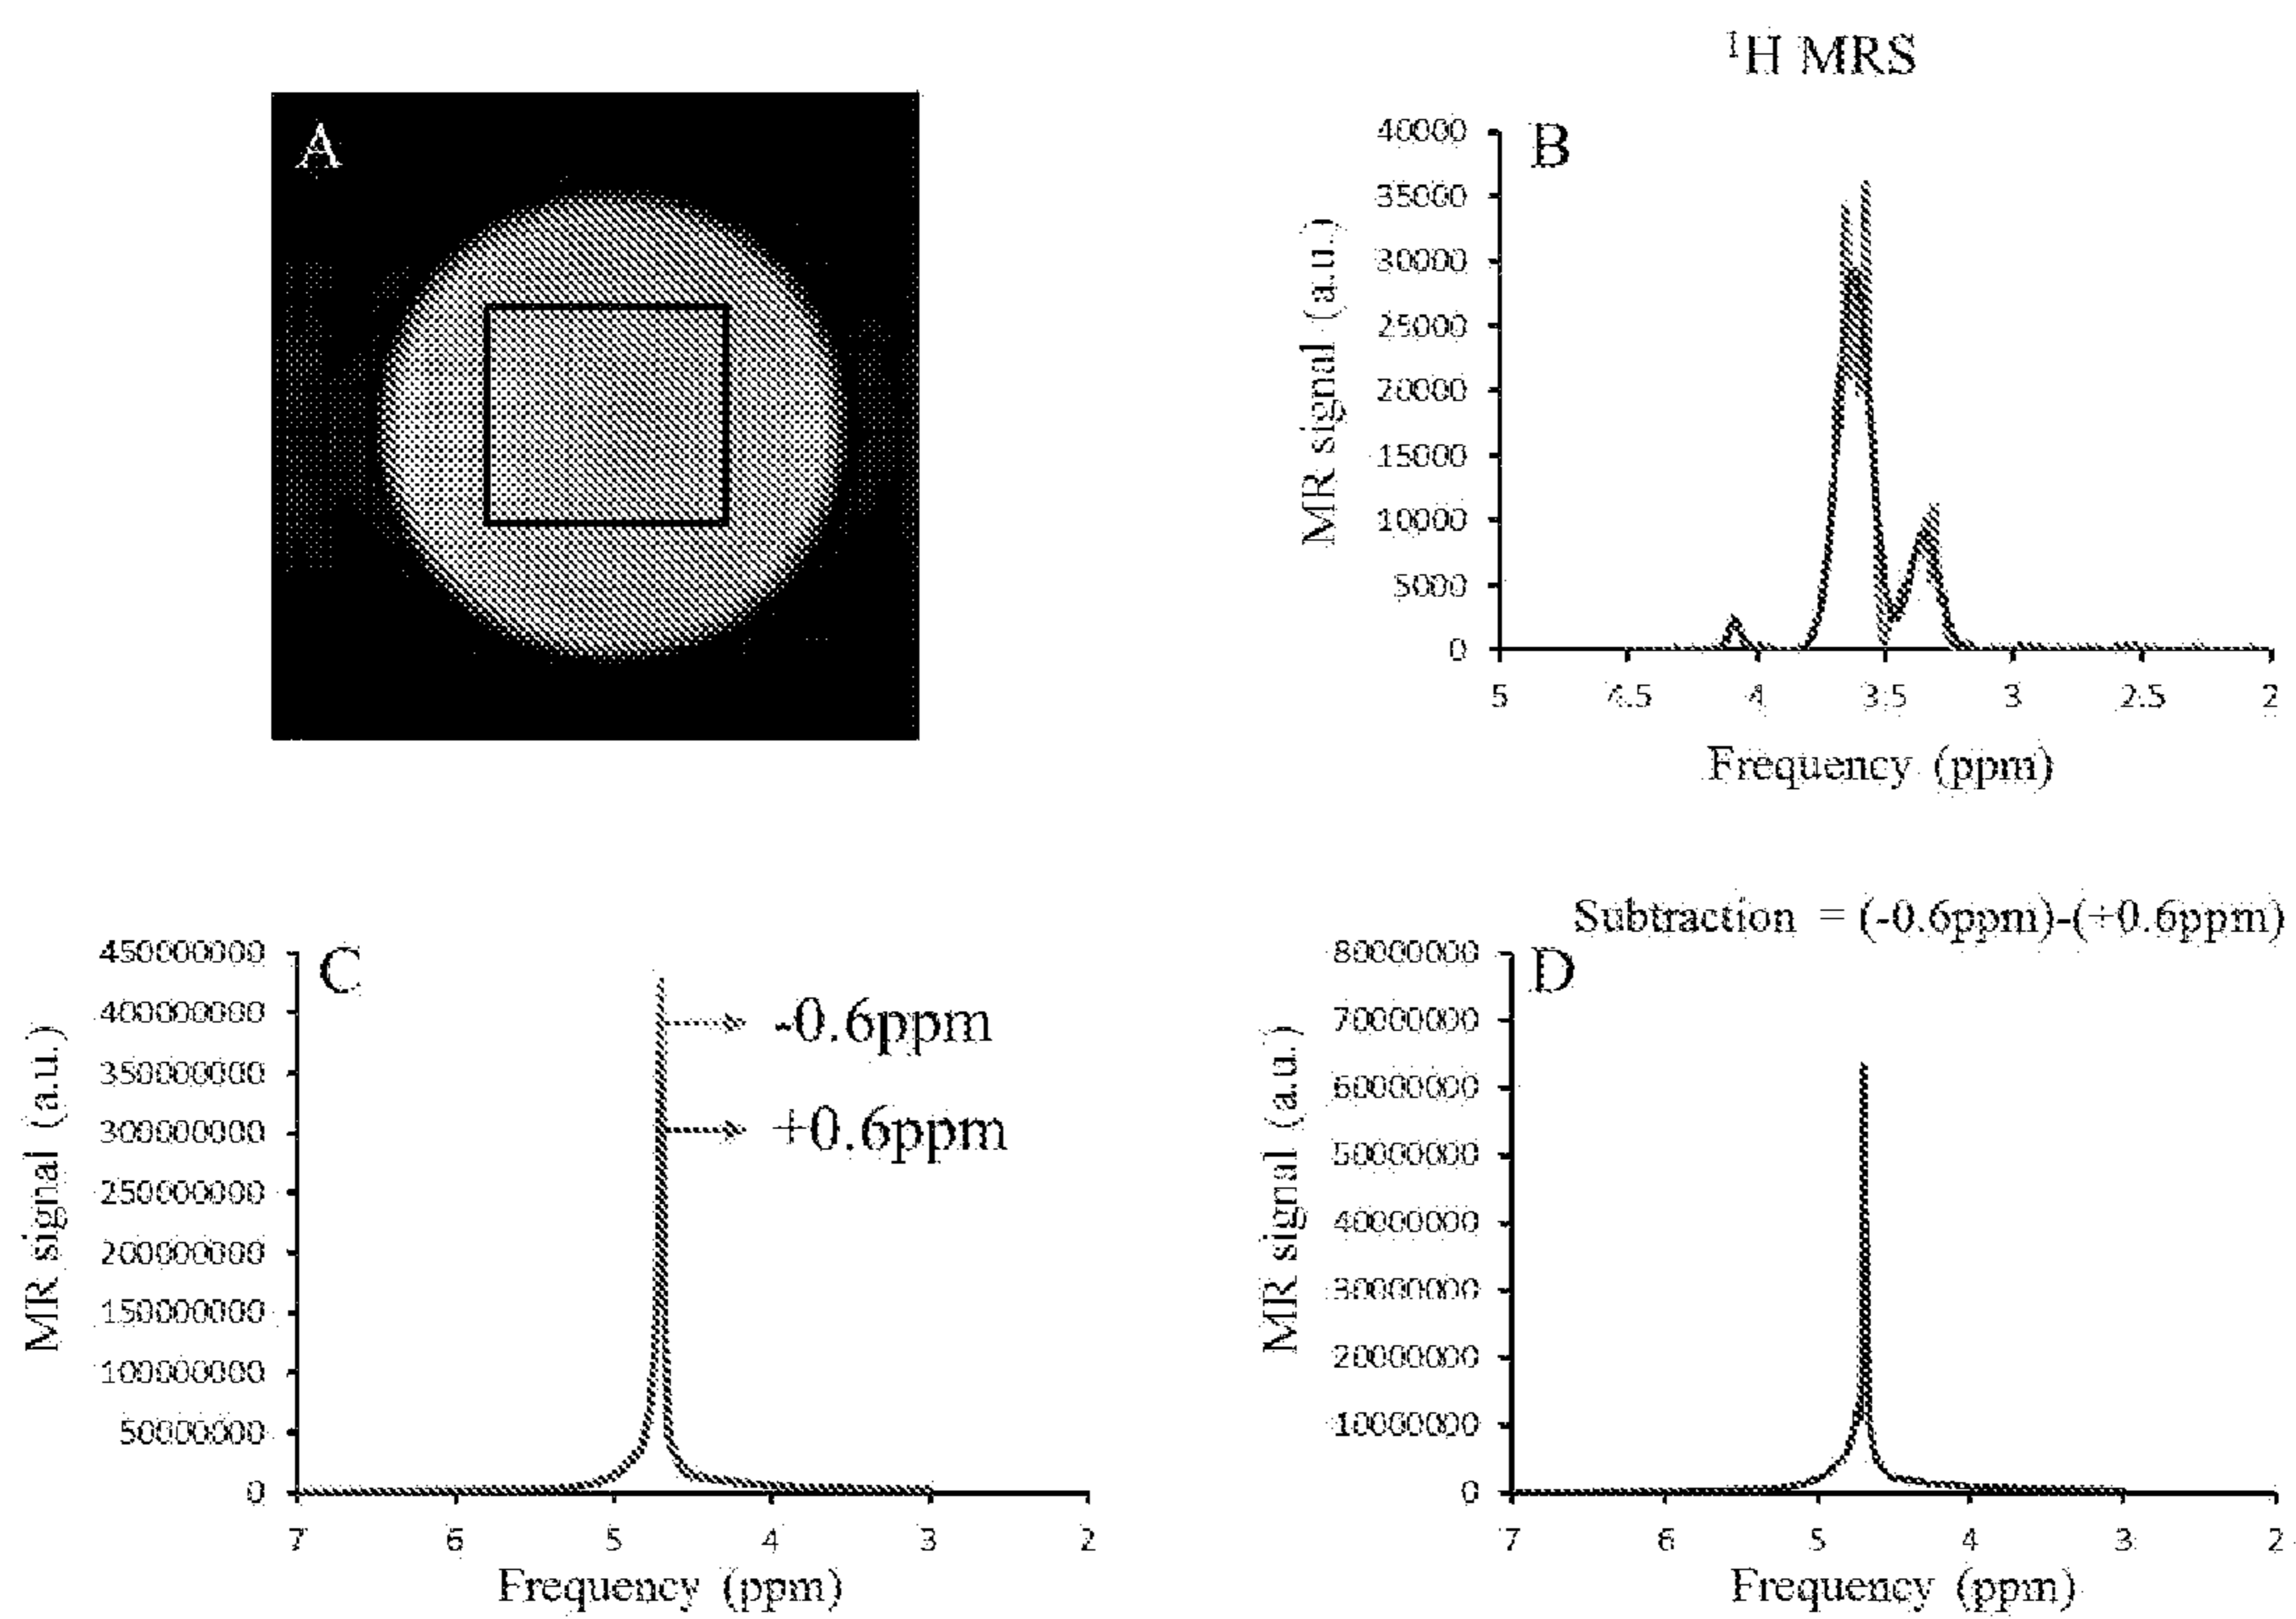 A
¹H MRS
B
MR signal (a.u.)
40000
35000
30000
25000
20000
15000
10000
5000
0
5 4.5 4 3.5 3 2.5 2
Frequency (ppm)
C
MR signal (a.u.)
450000000
400000000
350000000
300000000
250000000
200000000
150000000
100000000
50000000
0
-0.6ppm
+0.6ppm
7 6 5 4 3 2
Frequency (ppm)
Subtraction = (-0.6ppm)-(+0.6ppm)
D
MR signal (a.u.)
80000000
70000000
60000000
50000000
40000000
30000000
20000000
10000000
0
7 6 5 4 3 2
Frequency (ppm)